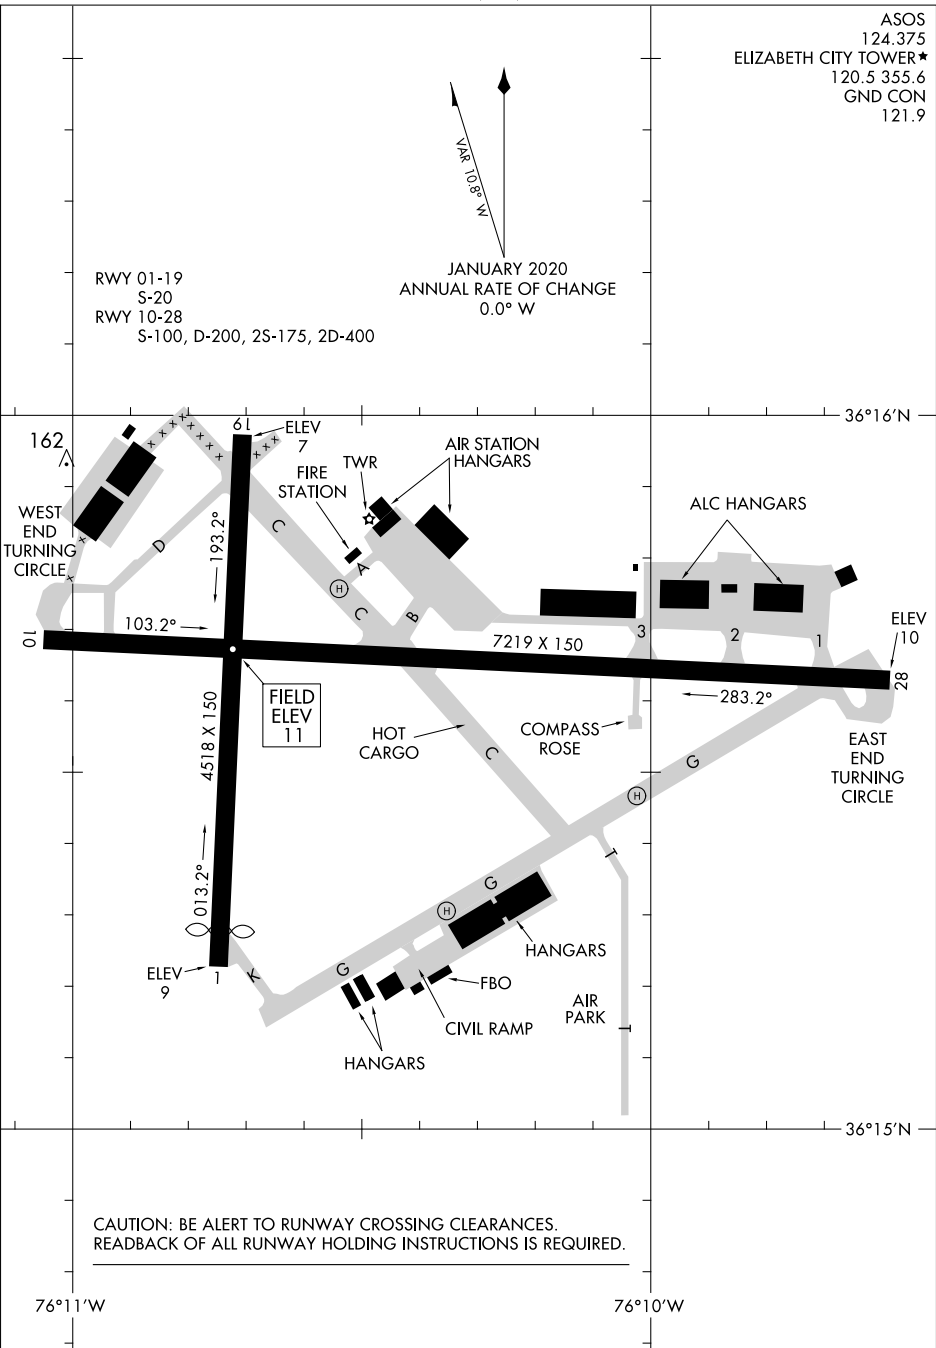 ASOS
124.375
ELIZABETH CITY TOWER★
120.5 355.6
GND CON
121.9
VAR 10.8° W
JANUARY 2020
ANNUAL RATE OF CHANGE
0.0° W
RWY 01-19
S-20
RWY 10-28
S-100, D-200, 2S-175, 2D-400
36°16'N
162
19
ELEV
7
AIR STATION
HANGARS
TWR
FIRE
STATION
ALC HANGARS
WEST
END
TURNING
CIRCLE
D
C
193.2°
A
H
C
B
10
103.2°
7219 X 150
3
2
1
ELEV
10
28
283.2°
FIELD
ELEV
11
4518 X 150
HOT
CARGO
C
COMPASS
ROSE
G
EAST
END
TURNING
CIRCLE
H
T
013.2°
G
H
HANGARS
ELEV
9
1
K
G
FBO
CIVIL RAMP
AIR
PARK
T
HANGARS
36°15'N
CAUTION: BE ALERT TO RUNWAY CROSSING CLEARANCES.
READBACK OF ALL RUNWAY HOLDING INSTRUCTIONS IS REQUIRED.
76°11'W
76°10'W